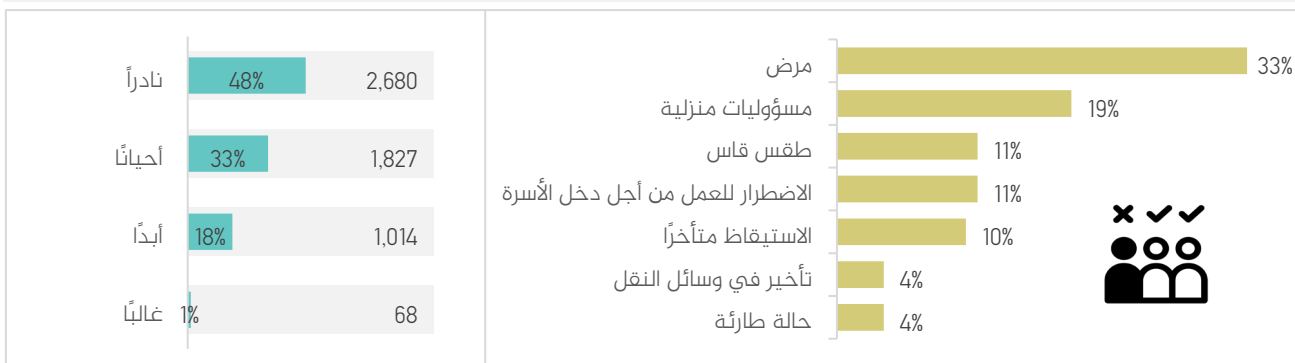 نادراً 48% 2,680
أحيانًا 33% 1,827
أبدًا 18% 1,014
غالبًا 1% 68
مرض 33%
مسؤوليات منزلية 19%
طقس قاس 11%
الاضطرار للعمل من أجل دخل الأسرة 11%
الاستيقاظ متأخرًا 10%
تأخير في وسائل النقل 4%
حالة طارئة 4%